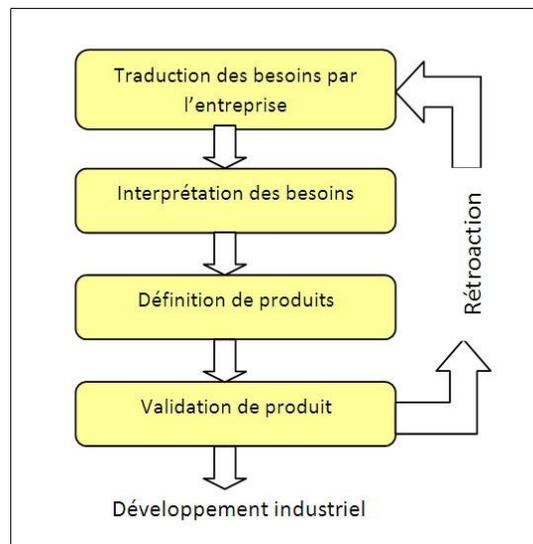 Traduction des besoins par
l’entreprise
Interprétation des besoins
Définition de produits
Validation de produit
Développement industriel
Rétroaction